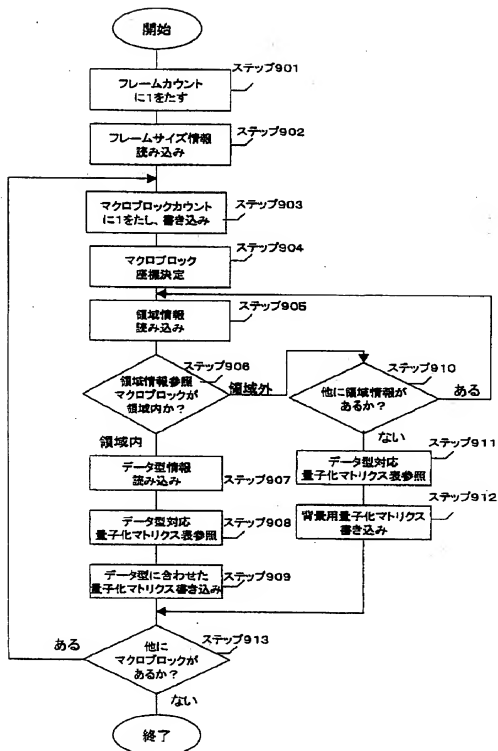 開始
ステップ901
フレームカウント
に1をたす
ステップ902
フレームサイズ情報
読み込み
ステップ903
マクロブロックカウント
に1をたし、書き込み
ステップ904
マクロブロック
座標決定
ステップ905
領域情報
読み込み
ステップ906
領域情報参照
マクロブロックが
領域内か?
領域外
ステップ910
他に領域情報が
あるか?
ある
領域内
ない
ステップ911
データ型情報
読み込み
ステップ907
データ型対応
量子化マトリクス表参照
ステップ912
データ型対応
量子化マトリクス表参照
ステップ908
背景用量子化マトリクス
書き込み
データ型に合わせた
量子化マトリクス書き込み
ステップ909
ある
ステップ913
他に
マクロブロックが
あるか?
ない
終了